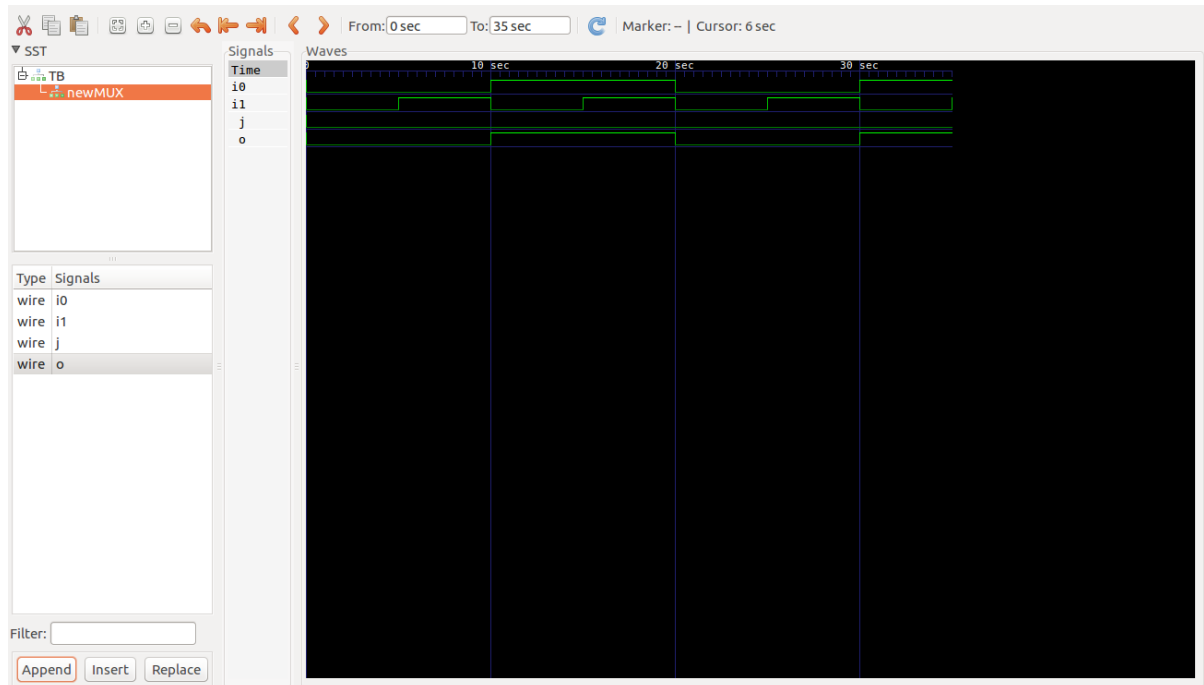 From: 0 sec To: 35 sec Marker: -- | Cursor: 6 sec
SST
TB
newMUX
Type Signals
wire i0
wire i1
wire j
wire o
Filter:
Append Insert Replace
Signals
Time
i0
i1
j
o
Waves
0 10 sec 20 sec 30 sec